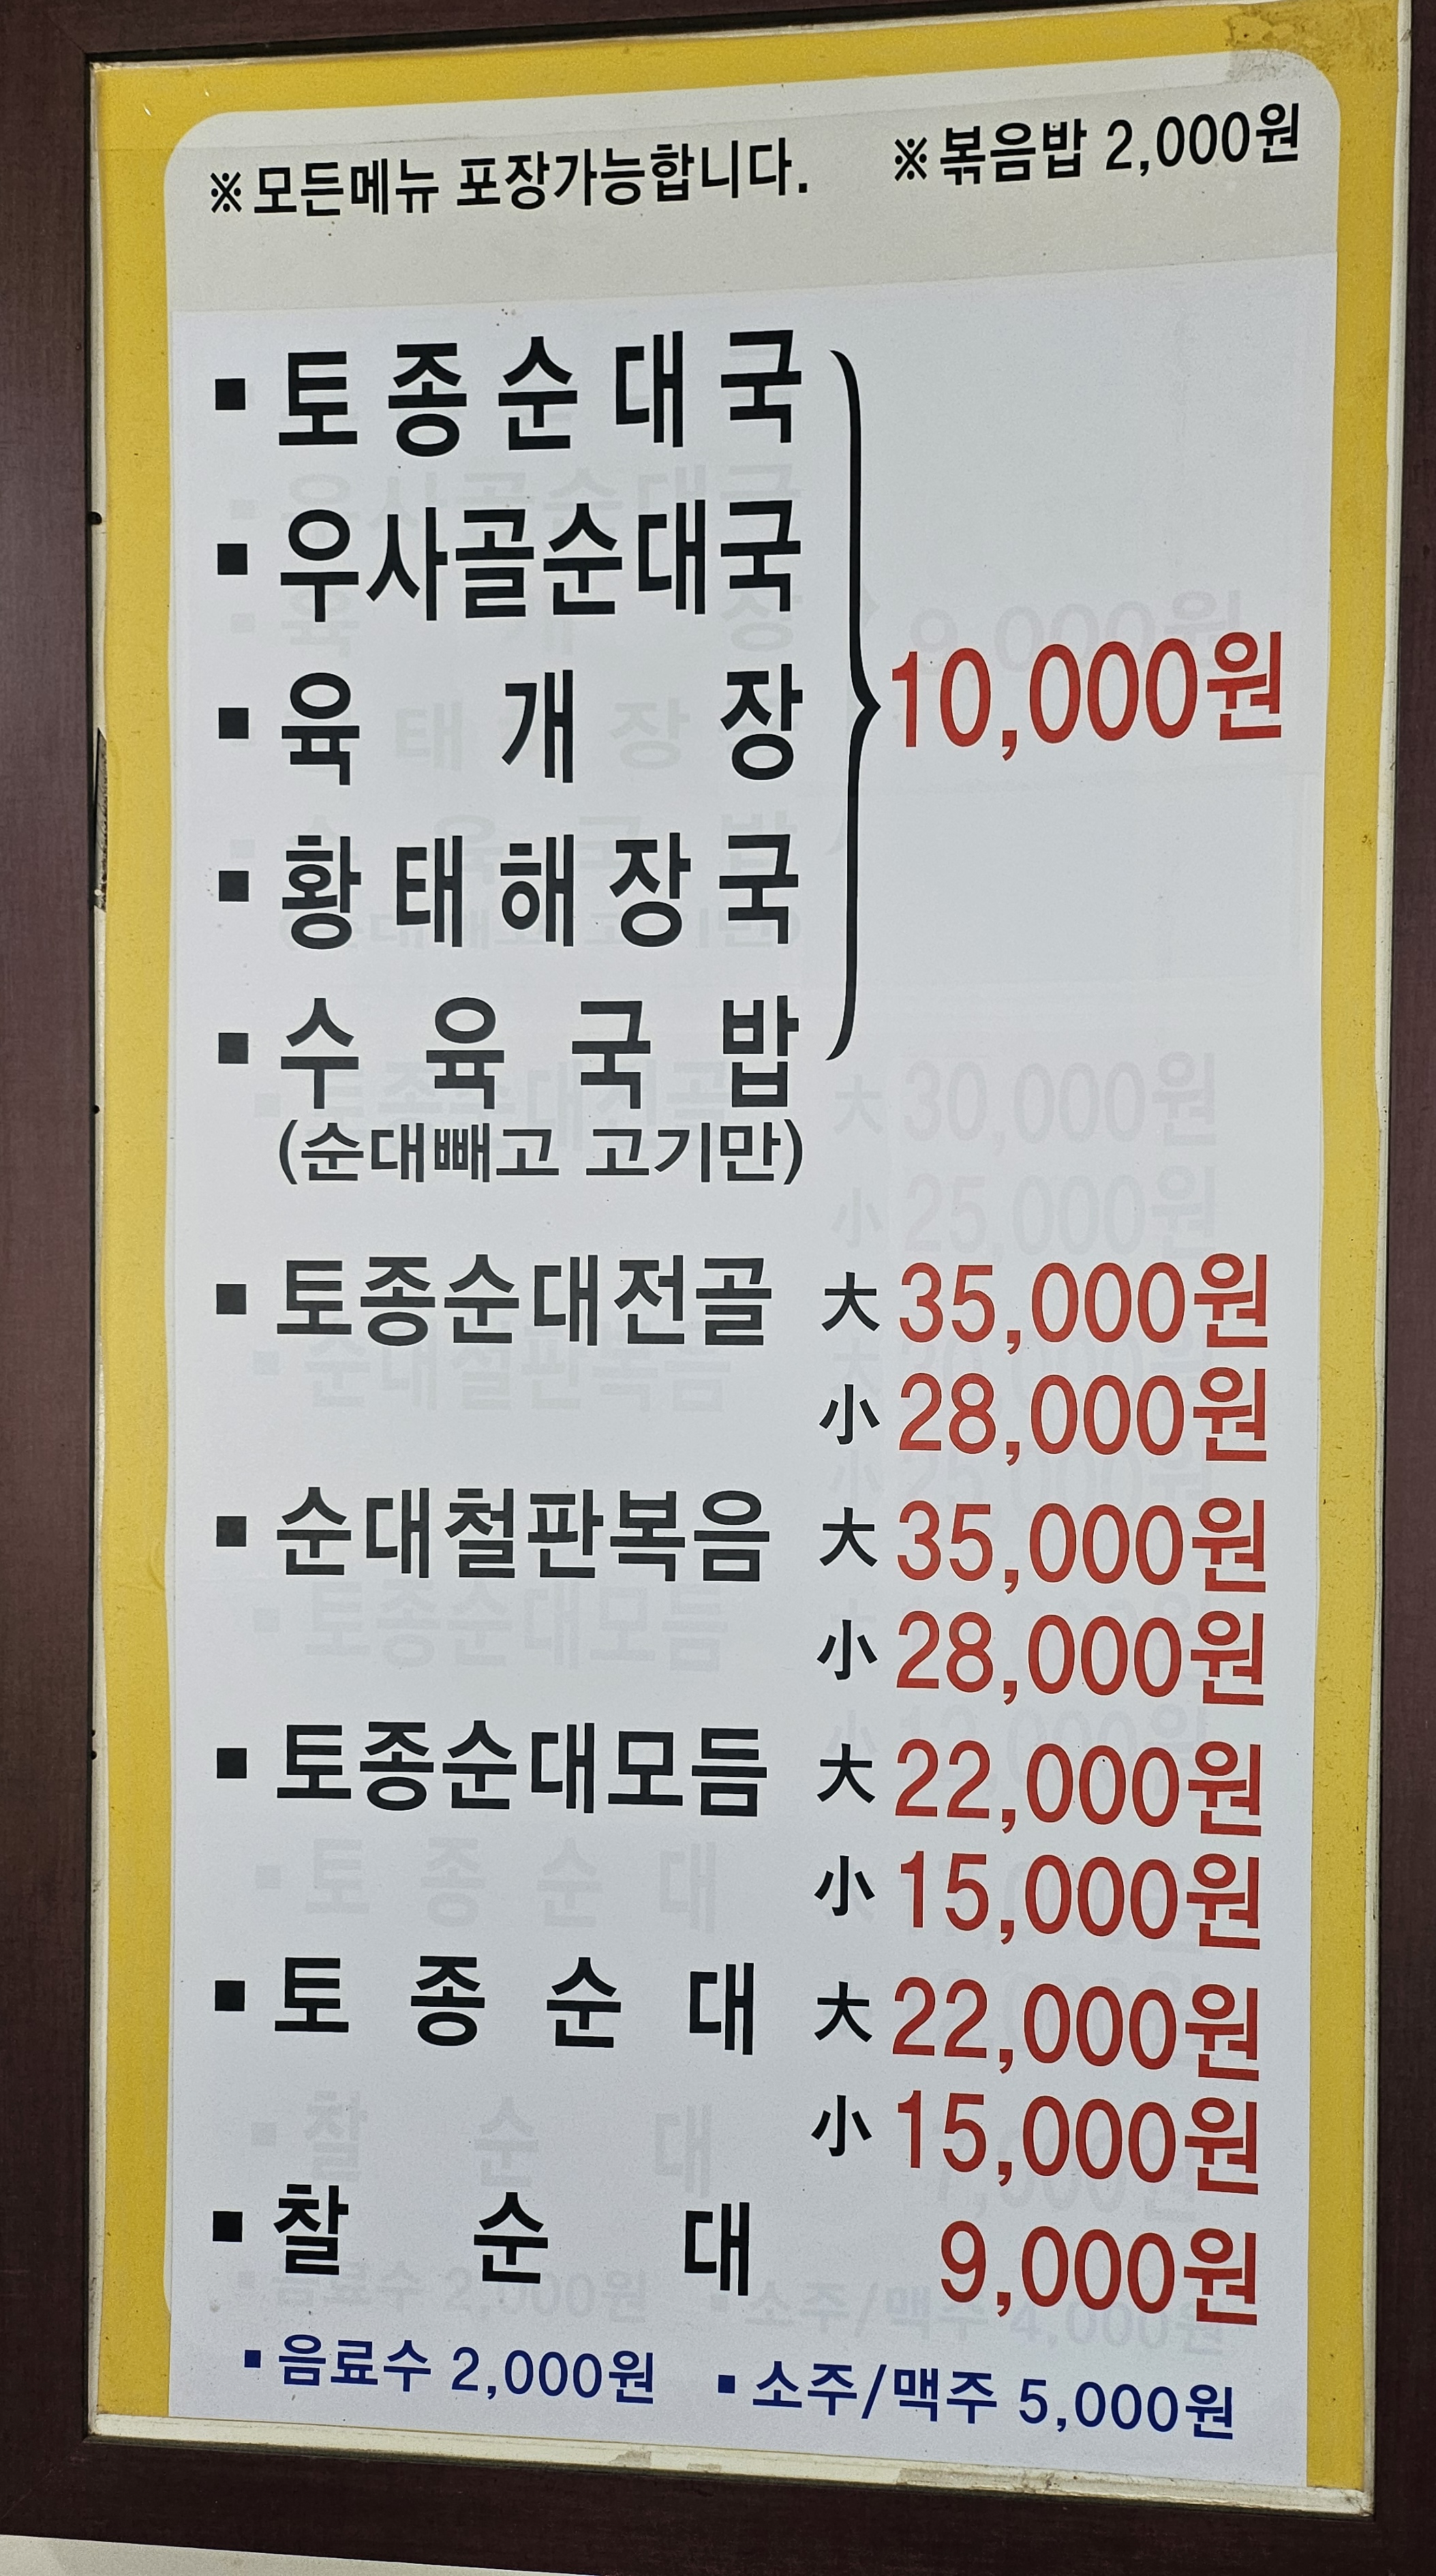 ※모든메뉴 포장가능합니다. ※볶음밥 2,000원
▪ 토종순대국
▪ 우사골순대국
▪ 육개장
10,000원
▪ 황태해장국
▪ 수육국밥
(순대빼고 고기만)
▪ 토종순대전골 大 35,000원
小 28,000원
▪ 순대철판복음 大 35,000원
小 28,000원
▪ 토종순대모듬 大 22,000원
小 15,000원
▪ 토종순대 大 22,000원
小 15,000원
▪ 찰순대 9,000원
▪ 음료수 2,000원 ▪ 소주/맥주 5,000원